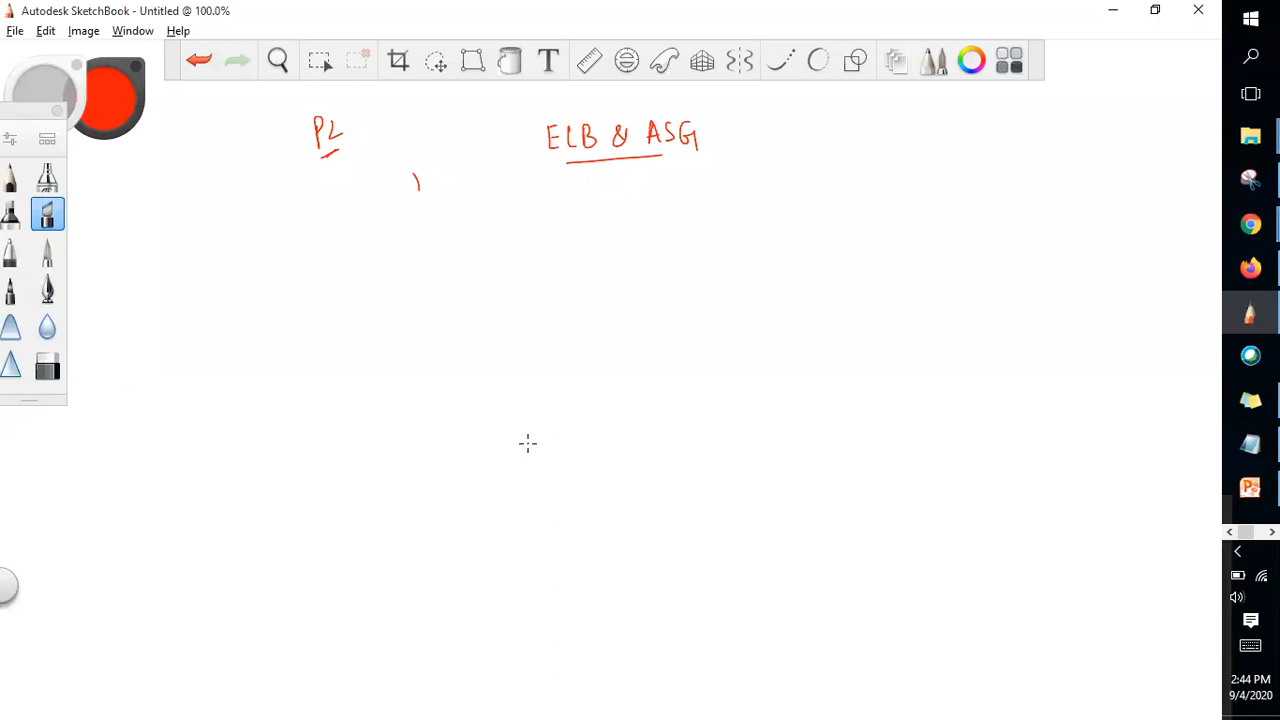 Autodesk SketchBook - Untitled @ 100.0%
File Edit Image Window Help
T
P2 ELB & ASG
)
2:44 PM
9/4/2020